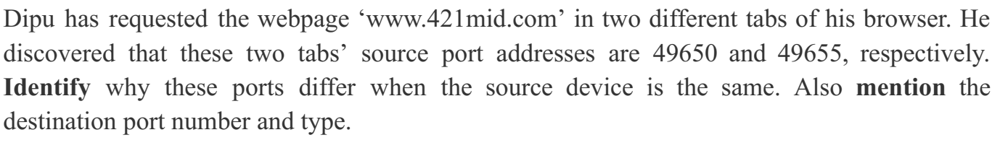 Dipu has requested the webpage ‘www.421mid.com’ in two different tabs of his browser. He
discovered that these two tabs’ source port addresses are 49650 and 49655, respectively.
Identify why these ports differ when the source device is the same. Also mention the
destination port number and type.